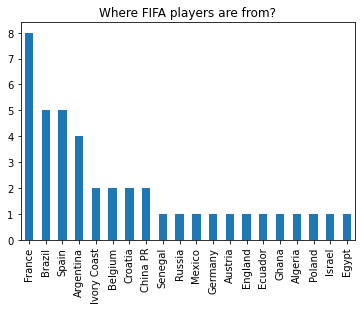 Where FIFA players are from?
8
7
6
5
4
3
2
1
0
France
Brazil
Spain
Argentina
Ivory Coast
Belgium
Croatia
China PR
Senegal
Russia
Mexico
Germany
Austria
England
Ecuador
Ghana
Algeria
Poland
Israel
Egypt